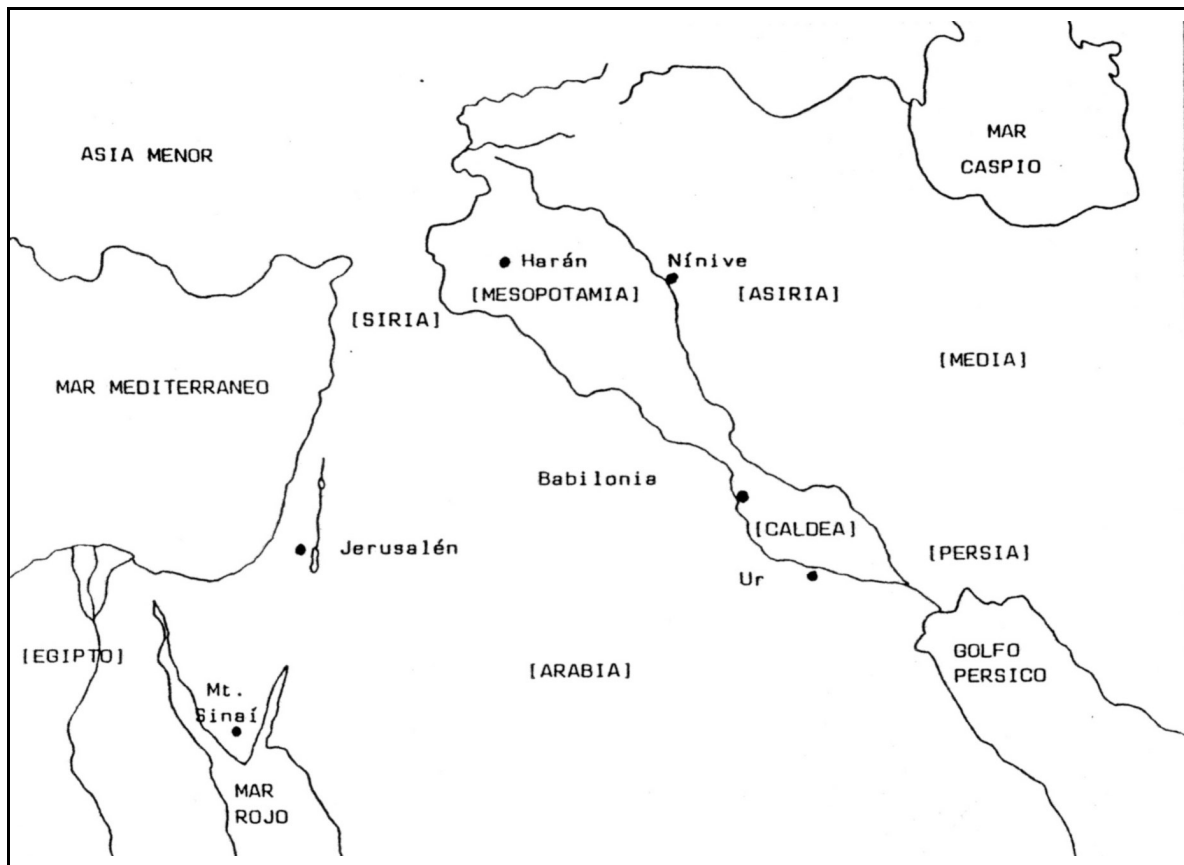 MAR
CASPIO
ASIA MENOR
Harán
Nínive
[MESOPOTAMIA]
[ASIRIA]
[SIRIA]
[MEDIA]
MAR MEDITERRANEO
Babilonia
[CALDEA]
Jerusalén
[PERSIA]
Ur
[EGIPTO]
GOLFO
PERSICO
[ARABIA]
Mt.
Sinaí
MAR
ROJO